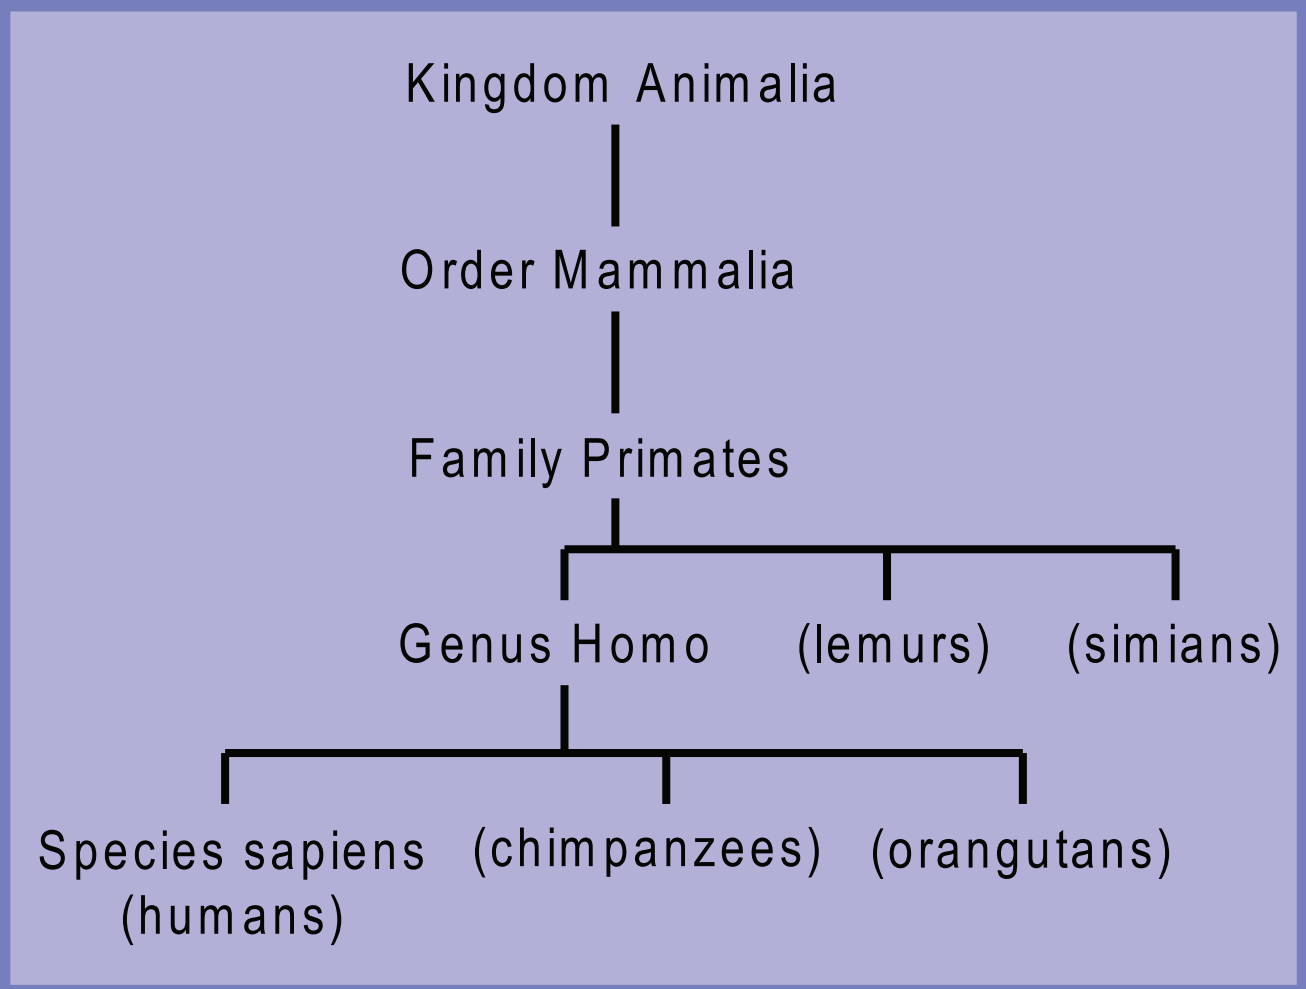 Kingdom Animalia
Order Mammalia
Family Primates
Genus Homo (lemurs) (simians)
Species sapiens (chimpanzees) (orangutans)
(humans)